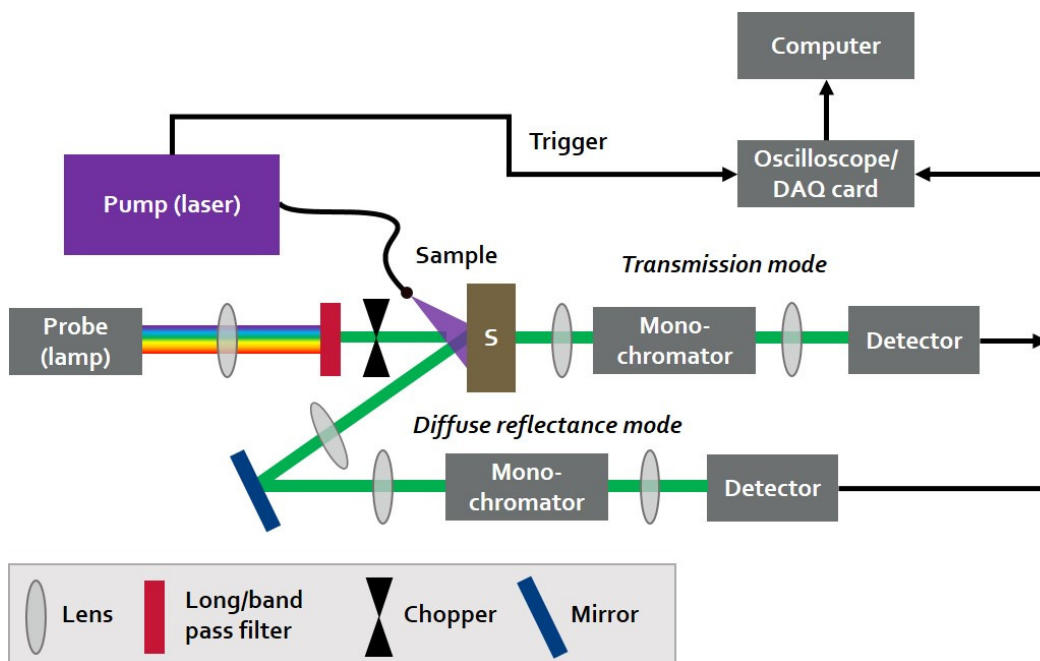 Computer
Trigger
Oscilloscope/
DAQ card
Pump (laser)
Sample
Transmission mode
Probe
(lamp)
S
Mono-
chromator
Detector
Diffuse reflectance mode
Mono-
chromator
Detector
Lens
Long/band
pass filter
Chopper
Mirror